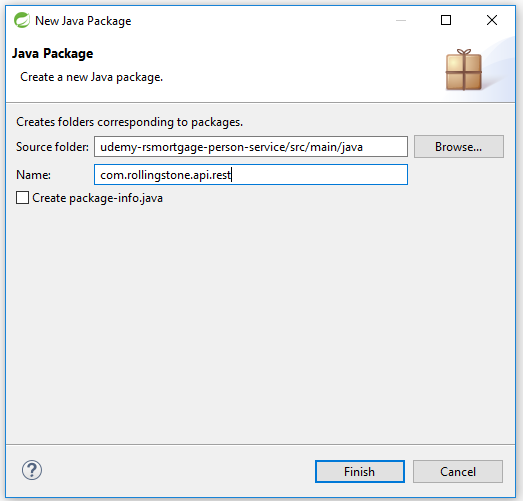 New Java Package
Java Package
Create a new Java package.
Creates folders corresponding to packages.
Source folder: udemy-rsmortgage-person-service/src/main/java Browse...
Name: com.rollingstone.api.rest
Create package-info.java
? Finish Cancel